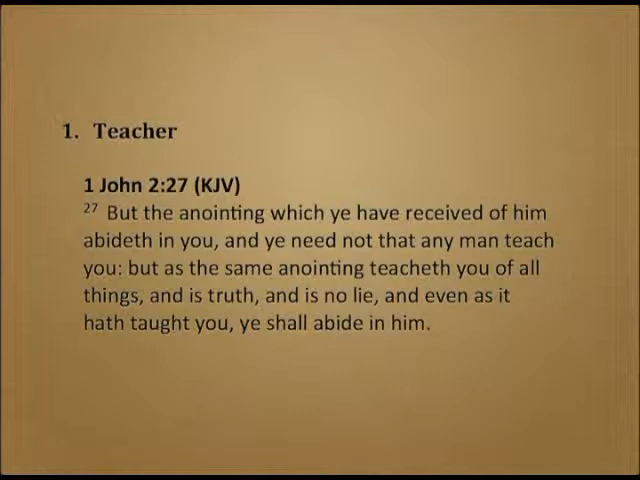 1. Teacher
1 John 2:27 (KJV)
27 But the anointing which ye have received of him
abideth in you, and ye need not that any man teach
you: but as the same anointing teacheth you of all
things, and is truth, and is no lie, and even as it
hath taught you, ye shall abide in him.